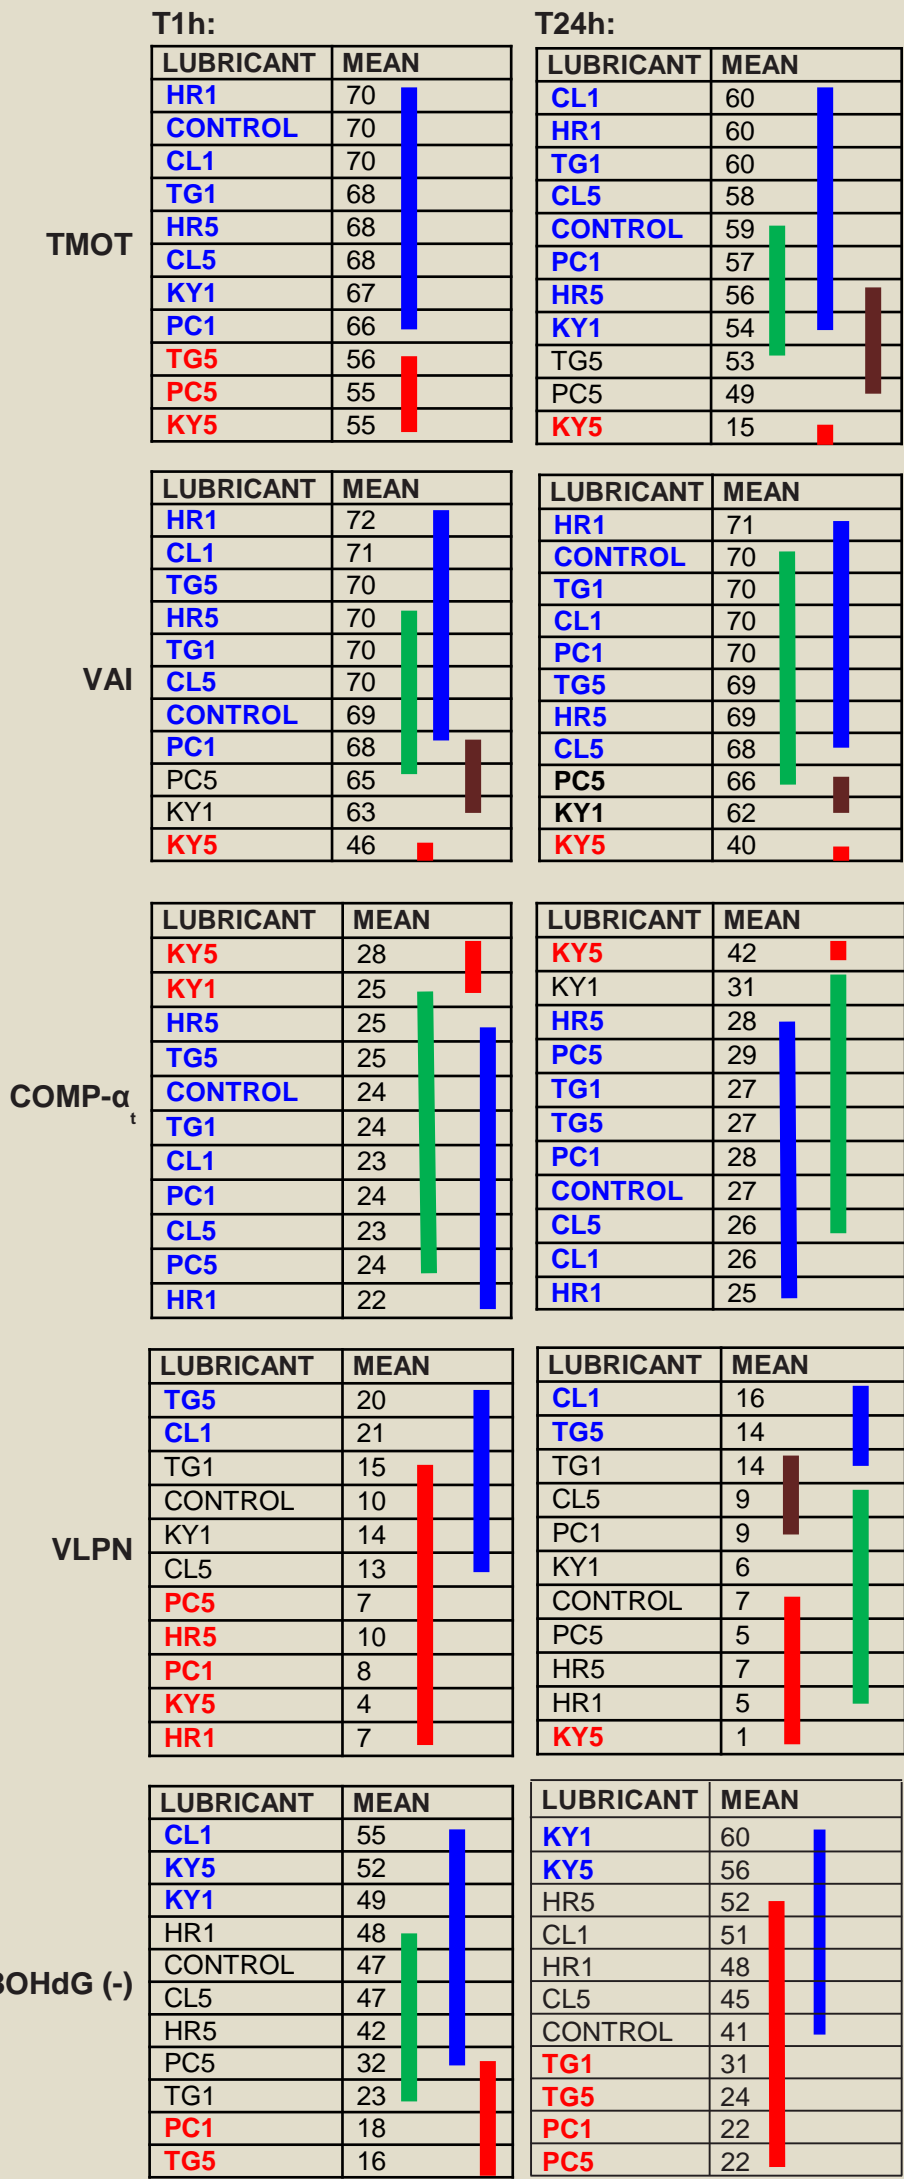 T1h: T24h:
TMOT
LUBRICANT MEAN
HR1 70
CONTROL 70
CL1 70
TG1 68
HR5 68
CL5 68
KY1 67
PC1 66
TG5 56
PC5 55
KY5 55
LUBRICANT MEAN
CL1 60
HR1 60
TG1 60
CL5 58
CONTROL 59
PC1 57
HR5 56
KY1 54
TG5 53
PC5 49
KY5 15
VAI
LUBRICANT MEAN
HR1 72
CL1 71
TG5 70
HR5 70
TG1 70
CL5 70
CONTROL 69
PC1 68
PC5 65
KY1 63
KY5 46
LUBRICANT MEAN
HR1 71
CONTROL 70
TG1 70
CL1 70
PC1 70
TG5 69
HR5 69
CL5 68
PC5 66
KY1 62
KY5 40
COMP-αt
LUBRICANT MEAN
KY5 28
KY1 25
HR5 25
TG5 25
CONTROL 24
TG1 24
CL1 23
PC1 24
CL5 23
PC5 24
HR1 22
LUBRICANT MEAN
KY5 42
KY1 31
HR5 28
PC5 29
TG1 27
TG5 27
PC1 28
CONTROL 27
CL5 26
CL1 26
HR1 25
VLPN
LUBRICANT MEAN
TG5 20
CL1 21
TG1 15
CONTROL 10
KY1 14
CL5 13
PC5 7
HR5 10
PC1 8
KY5 4
HR1 7
LUBRICANT MEAN
CL1 16
TG5 14
TG1 14
CL5 9
PC1 9
KY1 6
CONTROL 7
PC5 5
HR5 7
HR1 5
KY5 1
(-)
LUBRICANT MEAN
CL1 55
KY5 52
KY1 49
HR1 48
CONTROL 47
CL5 47
HR5 42
PC5 32
TG1 23
PC1 18
TG5 16
LUBRICANT MEAN
KY1 60
KY5 56
HR5 52
CL1 51
HR1 48
CL5 45
CONTROL 41
TG1 31
TG5 24
PC1 22
PC5 22